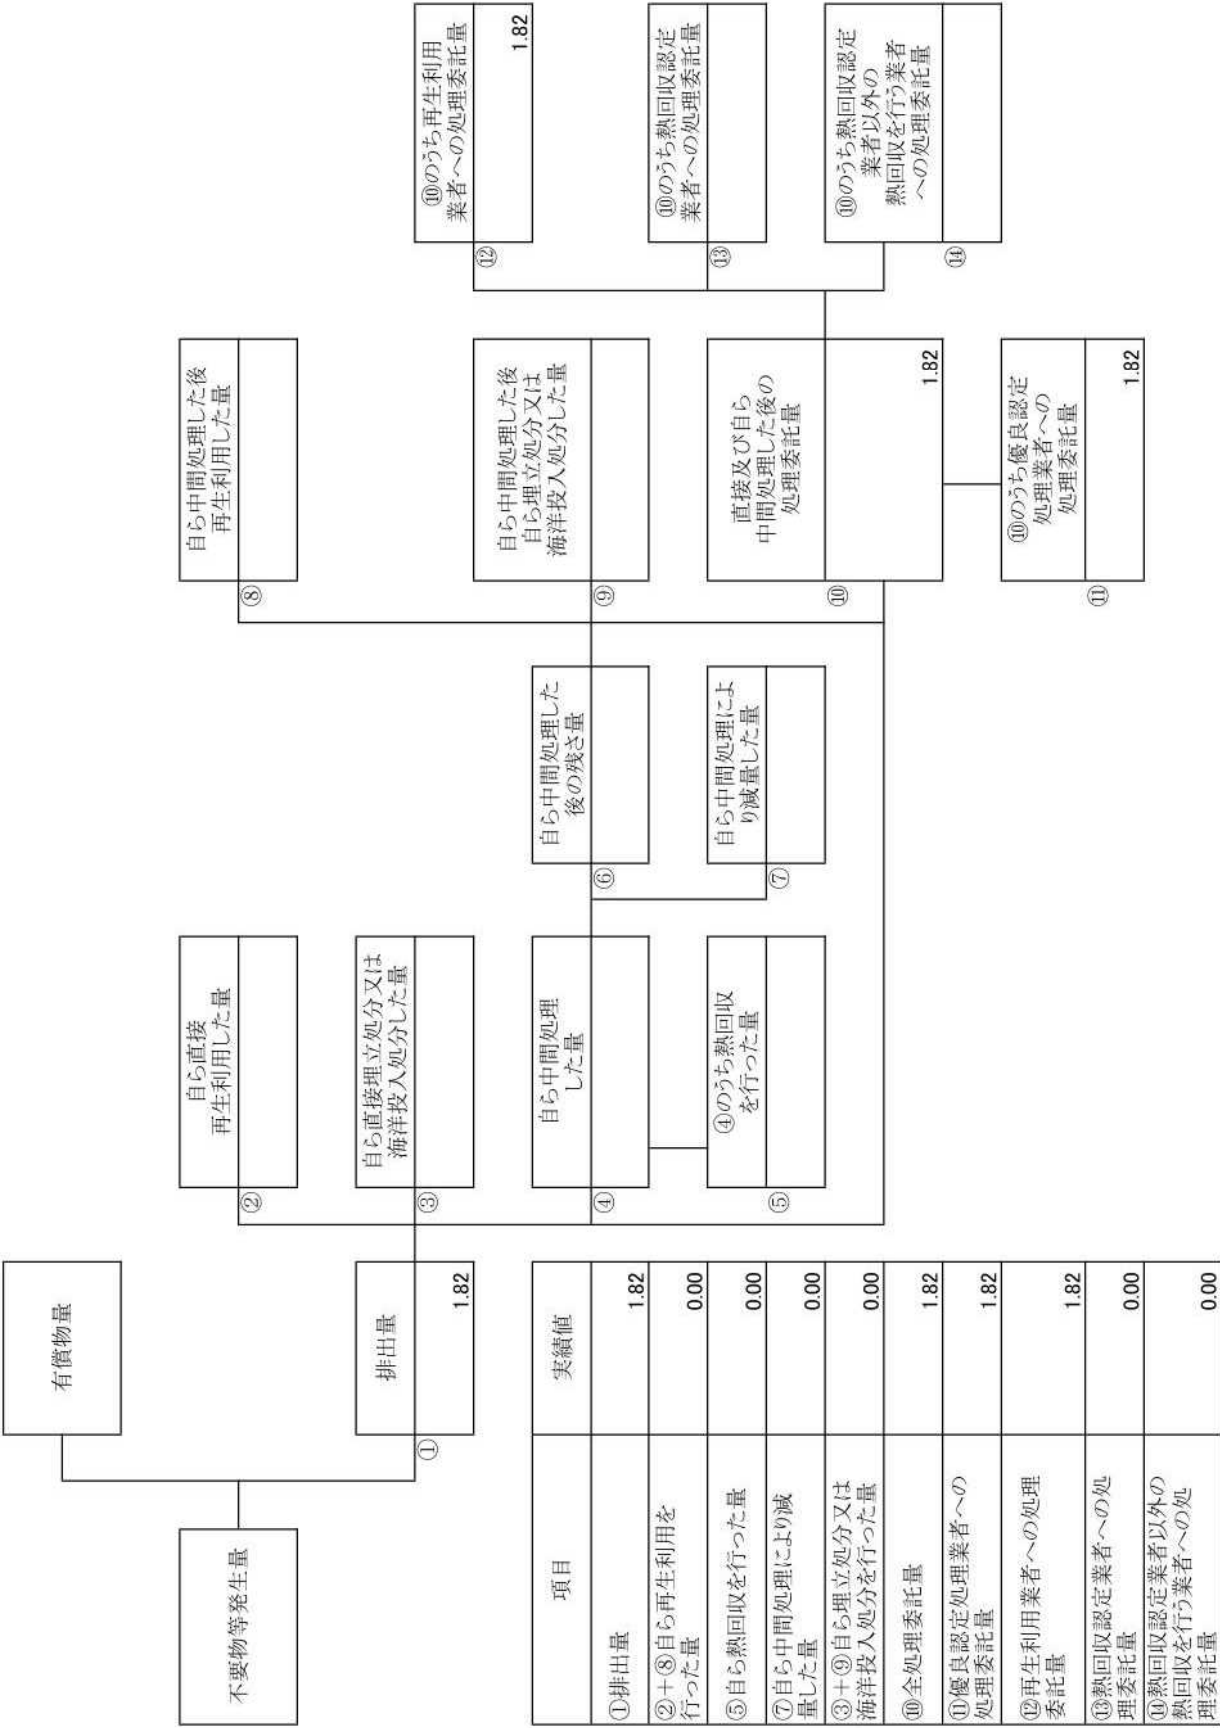 有償物量
不要物等発生量
排出量
①
1.82
自ら直接
再生利用した量
②
自ら直接埋立処分又は
海洋投入処分した量
③
自ら中間処理
した量
④
④のうち熱回収
を行った量
⑤
自ら中間処理した
後の残さ量
⑥
自ら中間処理によ
り減量した量
⑦
自ら中間処理した後
再生利用した量
⑧
自ら中間処理した後
自ら埋立処分又は
海洋投入処分した量
⑨
直接及び自ら
中間処理した後の
処理委託量
⑩
1.82
⑩のうち優良認定
処理業者への
処理委託量
⑪
1.82
⑩のうち再生利用
業者への処理委託量
⑫
1.82
⑩のうち熱回収認定
業者への処理委託量
⑬
⑩のうち熱回収認定
業者以外の
熱回収を行う業者
への処理委託量
⑭
項目 実績値
①排出量 1.82
②+⑧自ら再生利用を
行った量 0.00
⑤自ら熱回収を行った量 0.00
⑦自ら中間処理により減
量した量 0.00
③+⑨自ら埋立処分又は
海洋投入処分を行った量 0.00
⑩全処理委託量 1.82
⑪優良認定処理業者への
処理委託量 1.82
⑫再生利用業者への処理
委託量 1.82
⑬熱回収認定業者への処
理委託量 0.00
⑭熱回収認定業者以外の
熱回収を行う業者への処
理委託量 0.00